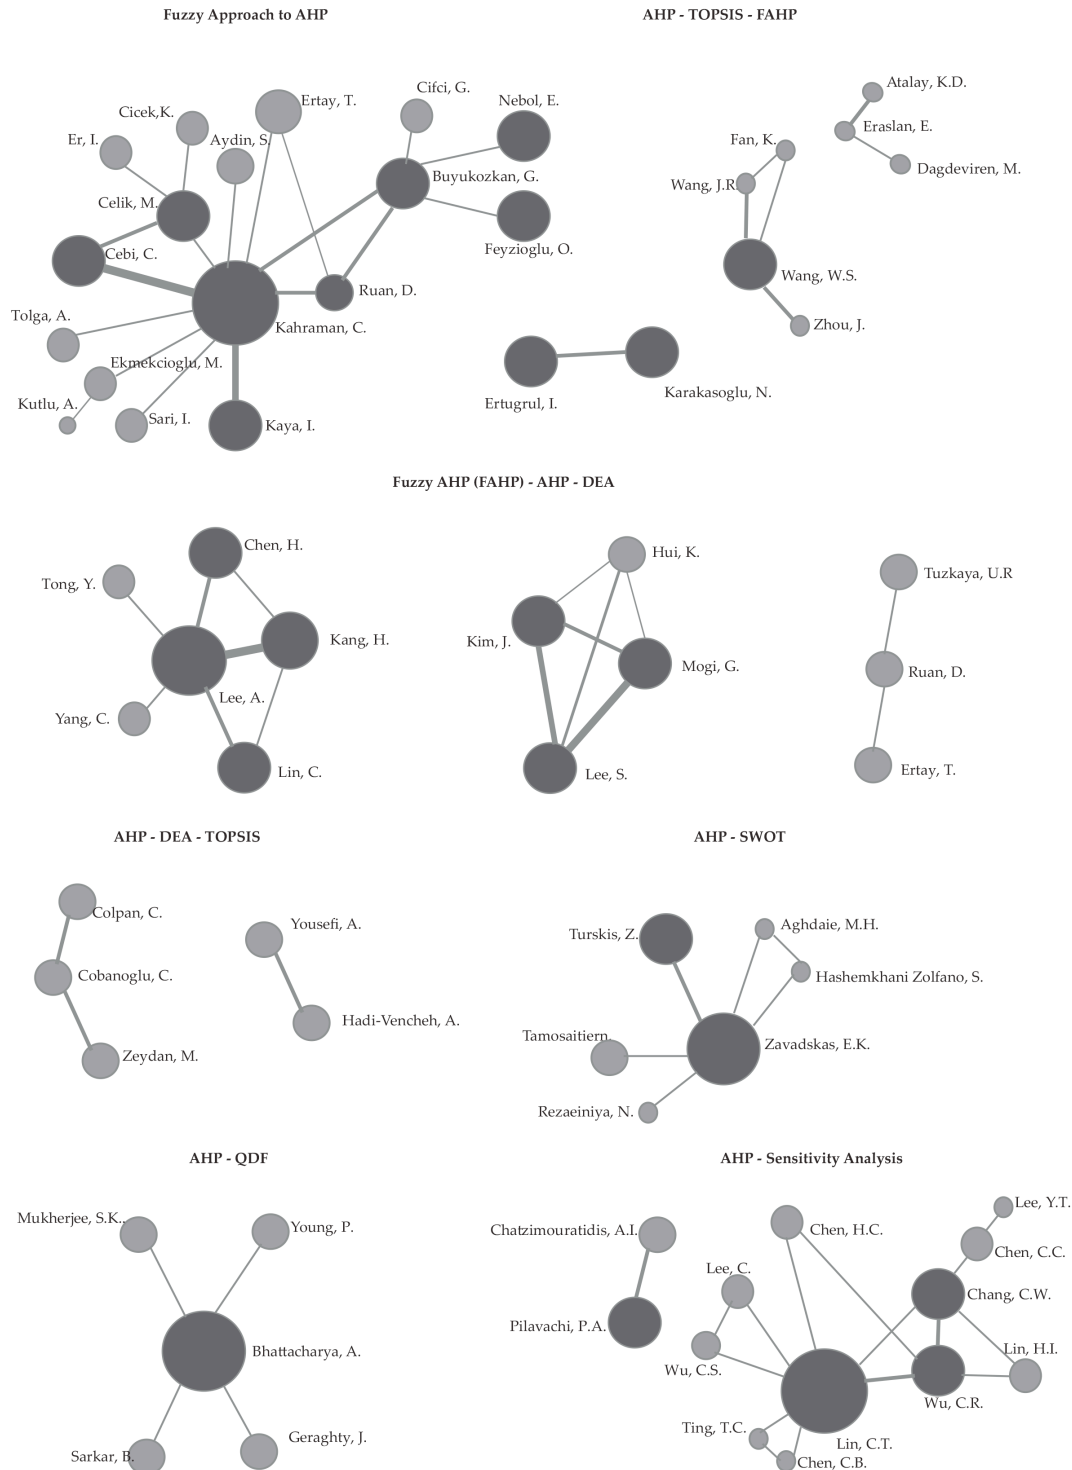 Fuzzy Approach to AHP
AHP - TOPSIS - FAHP
Cifci, G.
Ertay, T.
Nebol, E.
Cicek,K.
Er, I.
Aydin, S.
Buyukozkan, G.
Celik, M.
Cebi, C.
Feyzioglu, O.
Ruan, D.
Tolga, A.
Kahraman, C.
Ekmekcioglu, M.
Kutlu, A.
Sari, I.
Kaya, I.
Atalay, K.D.
Eraslan, E.
Fan, K.
Dagdeviren, M.
Wang, J.R.
Wang, W.S.
Zhou, J.
Ertugrul, I.
Karakasoglu, N.
Fuzzy AHP (FAHP) - AHP - DEA
Chen, H.
Tong, Y.
Kang, H.
Lee, A.
Yang, C.
Lin, C.
Hui, K.
Kim, J.
Mogi, G.
Lee, S.
Tuzkaya, U.R
Ruan, D.
Ertay, T.
AHP - DEA - TOPSIS
AHP - SWOT
Colpan, C.
Cobanoglu, C.
Zeydan, M.
Yousefi, A.
Hadi-Vencheh, A.
Turskis, Z.
Aghdaie, M.H.
Hashemkhani Zolfano, S.
Tamosaitiern,
Zavadskas, E.K.
Rezaeiniya, N.
AHP - QDF
AHP - Sensitivity Analysis
Mukherjee, S.K..
Young, P.
Bhattacharya, A.
Geraghty, J.
Sarkar, B.
Chatzimouratidis, A.I.
Pilavachi, P.A.
Chen, H.C.
Lee, Y.T.
Chen, C.C.
Lee, C.
Chang, C.W.
Lin, H.I.
Wu, C.S.
Wu, C.R.
Ting, T.C.
Lin, C.T.
Chen, C.B.